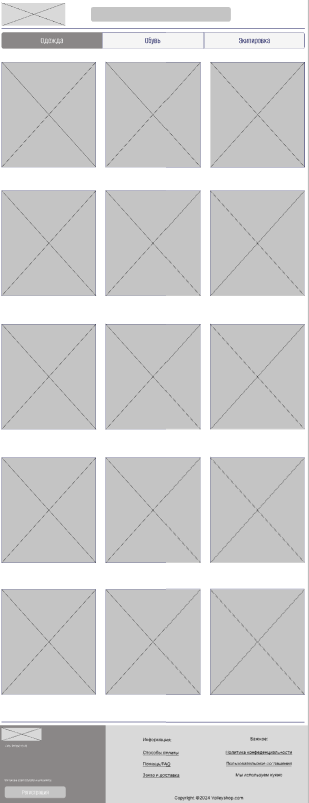 Одежда
Обувь
Экипировка
Регистрация
Информация:
Способы оплаты
Помощь/FAQ
Заказ и доставка
Важное:
Политика конфиденциальности
Пользовательское соглашение
Мы используем куки
Copyright ©2024 Volleyshop.com